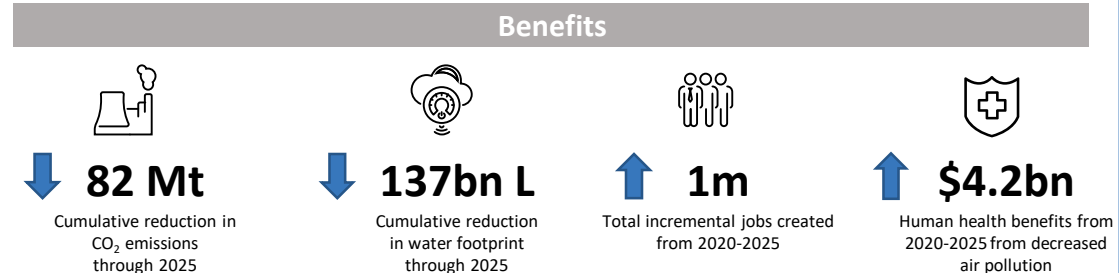 Benefits
82 Mt
Cumulative reduction in
CO₂ emissions
through 2025
137bn L
Cumulative reduction
in water footprint
through 2025
1m
Total incremental jobs created
from 2020-2025
$4.2bn
Human health benefits from
2020-2025 from decreased
air pollution